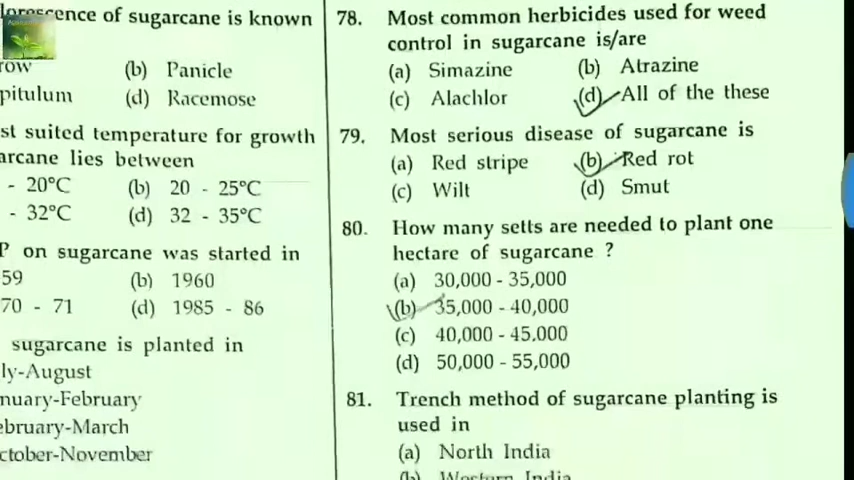 lorescence of sugarcane is known
row (b) Panicle
pitulum (d) Racemose
st suited temperature for growth
arcane lies between
- 20°C (b) 20 - 25°C
- 32°C (d) 32 - 35°C
P on sugarcane was started in
59 (b) 1960
70 - 71 (d) 1985 - 86
sugarcane is planted in
ly-August
nuary-February
ebruary-March
ctober-November
78. Most common herbicides used for weed
control in sugarcane is/are
(a) Simazine (b) Atrazine
(c) Alachlor (d) All of the these
79. Most serious disease of sugarcane is
(a) Red stripe (b) Red rot
(c) Wilt (d) Smut
80. How many setts are needed to plant one
hectare of sugarcane ?
(a) 30,000 - 35,000
(b) 35,000 - 40,000
(c) 40,000 - 45.000
(d) 50,000 - 55,000
81. Trench method of sugarcane planting is
used in
(a) North India
(b) Western India